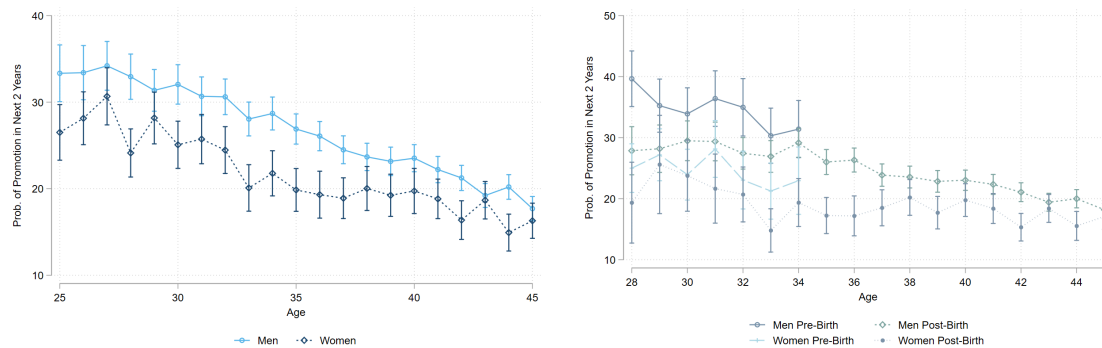 Prob. of Promotion in Next 2 Years
40
30
20
10
25
30
35
40
45
Age
Men
Women
Prob. of Promotion in Next 2 Years
50
40
30
20
10
28
30
32
34
36
38
40
42
44
Age
Men Pre-Birth
Men Post-Birth
Women Pre-Birth
Women Post-Birth